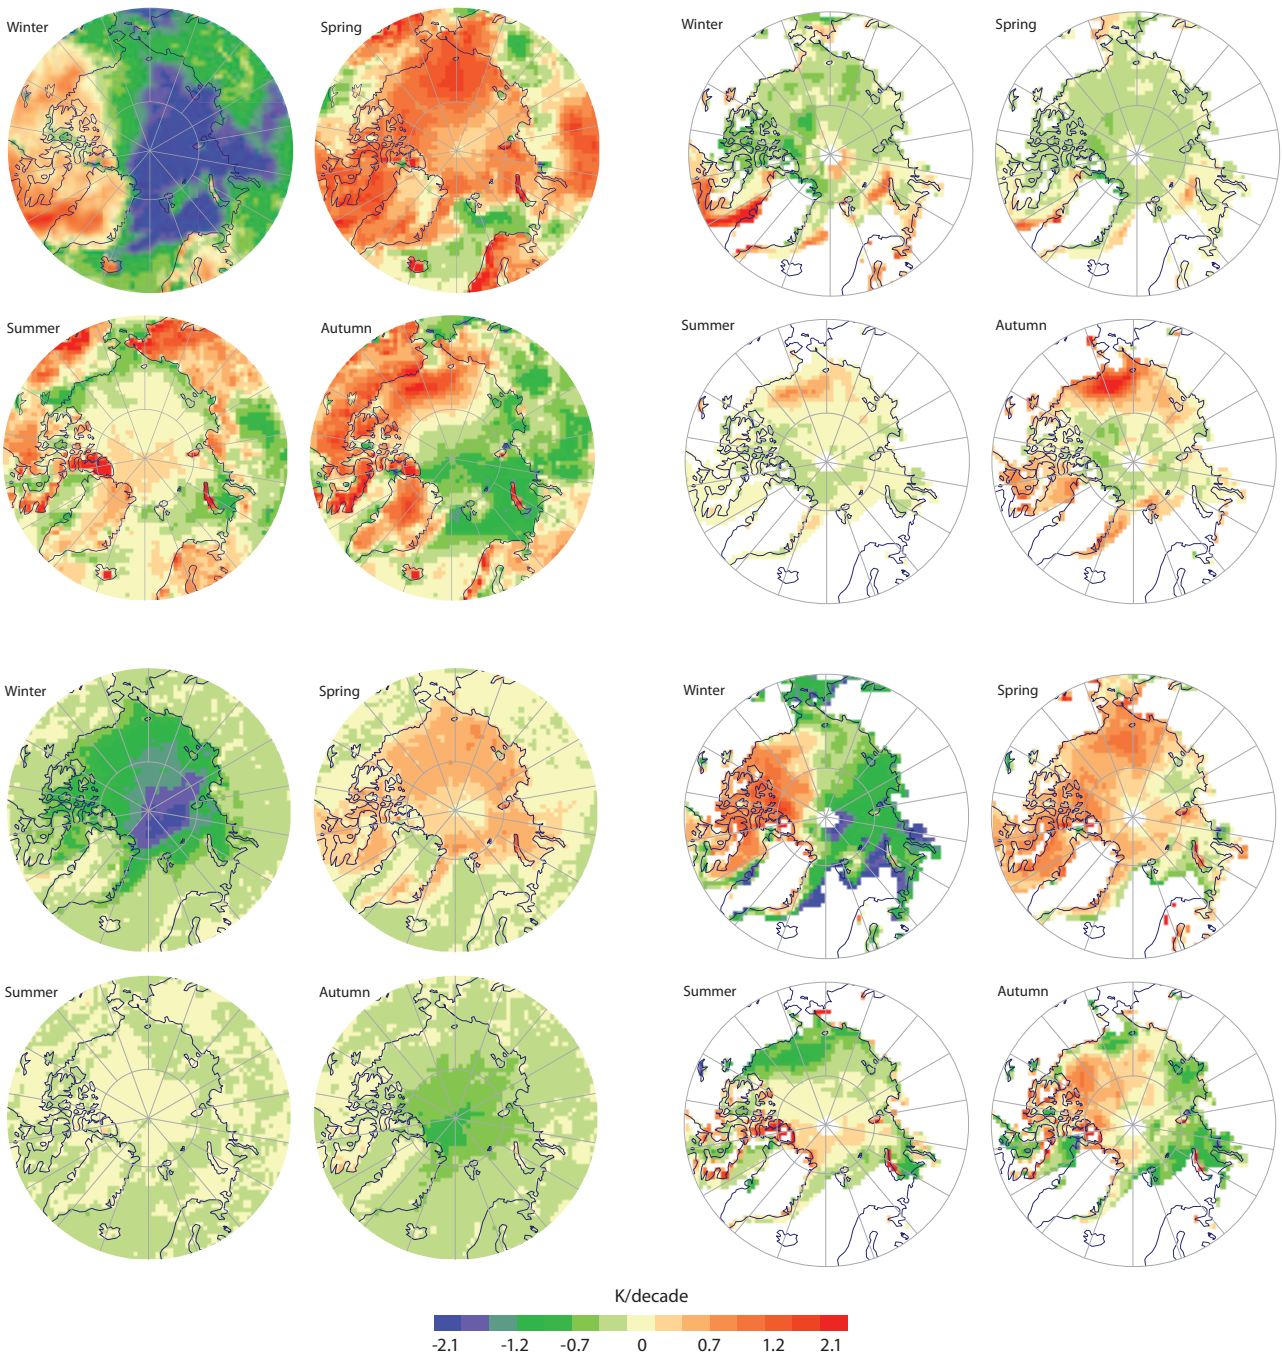 Winter
Spring
Winter
Spring
Summer
Autumn
Summer
Autumn
Winter
Spring
Winter
Spring
Summer
Autumn
Summer
Autumn
K/decade
-2.1 -1.2 -0.7 0 0.7 1.2 2.1